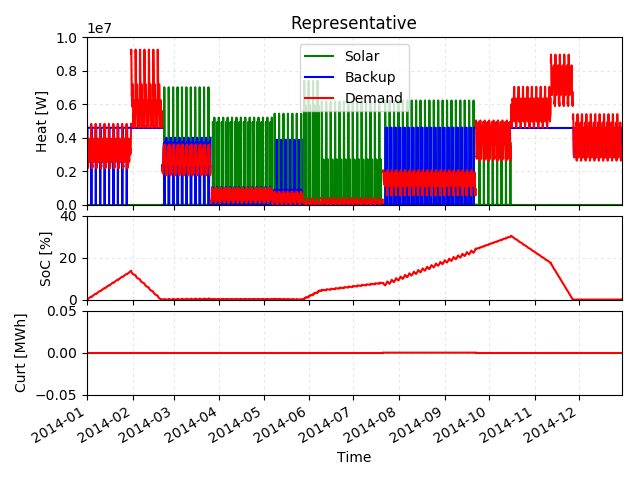 Representative
1e7
1.0
0.8
0.6
0.4
0.2
0.0
Heat [W]
Solar
Backup
Demand
40
20
0
SoC [%]
0.05
0.00
−0.05
Curt [MWh]
2014-01
2014-02
2014-03
2014-04
2014-05
2014-06
2014-07
2014-08
2014-09
2014-10
2014-11
2014-12
Time